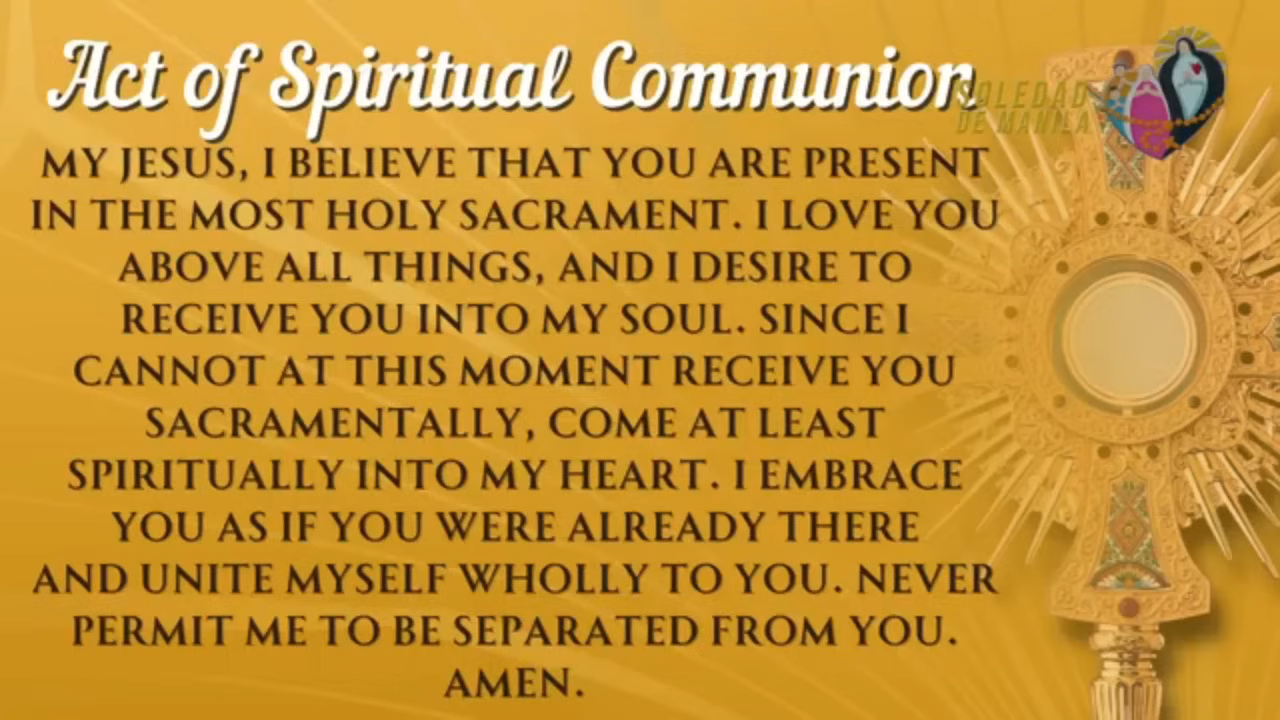 Act of Spiritual Communion
SOLEDAD
DE MANILA
MY JESUS, I BELIEVE THAT YOU ARE PRESENT
IN THE MOST HOLY SACRAMENT. I LOVE YOU
ABOVE ALL THINGS, AND I DESIRE TO
RECEIVE YOU INTO MY SOUL. SINCE I
CANNOT AT THIS MOMENT RECEIVE YOU
SACRAMENTALLY, COME AT LEAST
SPIRITUALLY INTO MY HEART. I EMBRACE
YOU AS IF YOU WERE ALREADY THERE
AND UNITE MYSELF WHOLLY TO YOU. NEVER
PERMIT ME TO BE SEPARATED FROM YOU.
AMEN.